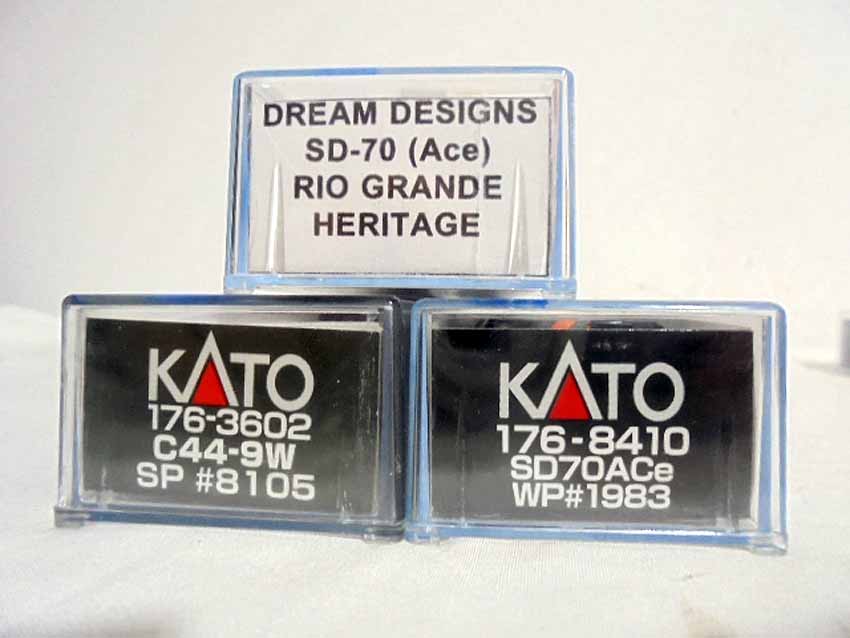 DREAM DESIGNS
SD-70 (Ace)
RIO GRANDE
HERITAGE
KATO
176-3602
C44-9W
SP #8105
KATO
176-8410
SD70ACe
WP#1983